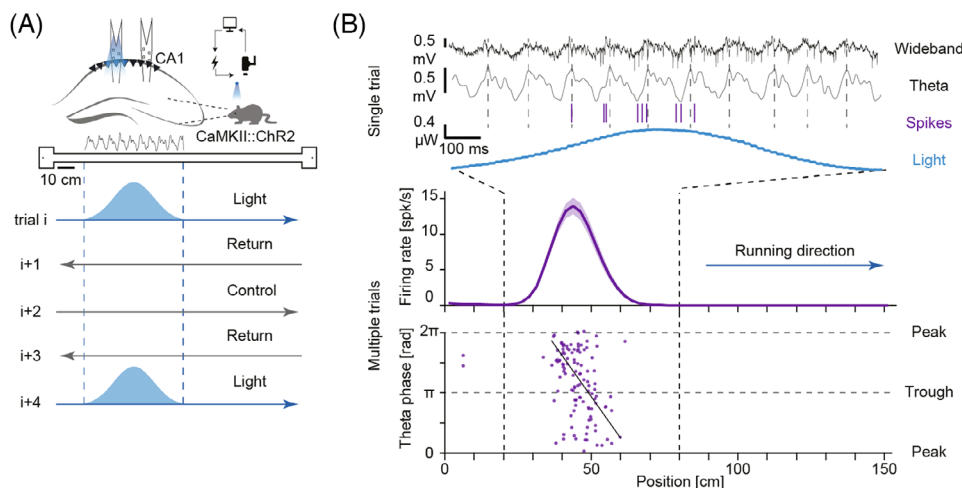 (A)
CA1
CaMKII::ChR2
10 cm
Light
trial i
Return
i+1
Control
i+2
Return
i+3
Light
i+4
(B)
Single trial
0.5
mV
Wideband
0.5
mV
Theta
Spikes
0.4
µW
100 ms
Light
Multiple trials
Firing rate [spk/s]
15
10
5
0
Running direction
Theta phase [rad]
2π
π
0
Peak
Trough
Peak
0 50 100 150
Position [cm]